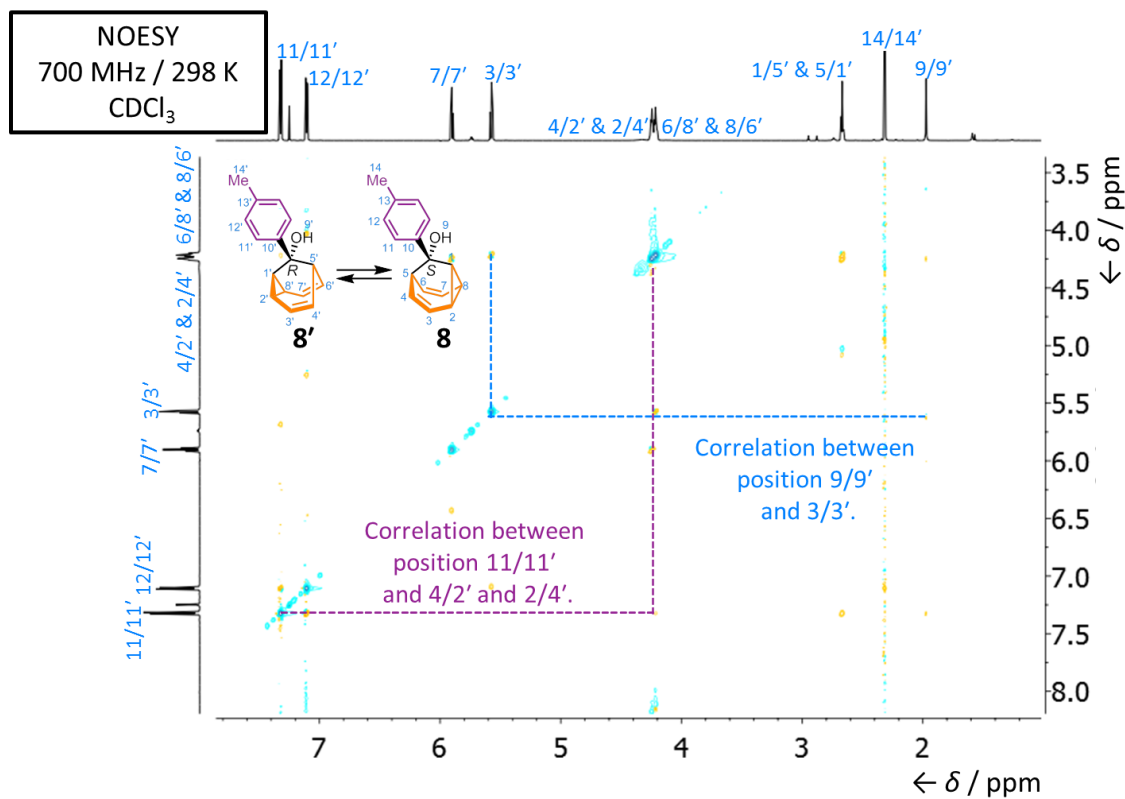 NOESY
700 MHz / 298 K
CDCl3
11/11′
12/12′
7/7′
3/3′
4/2′ & 2/4′
6/8′ & 8/6′
1/5′ & 5/1′
14/14′
9/9′
4/2′ & 2/4′ 6/8′ & 8/6′
3/3′
7/7′
12/12′
11/11′
14'
Me
13'
12'
11'
10'
9'
OH
R
1'
5'
8'
7'
6'
2'
3'
4'
8′
14
Me
13
12
11
10
9
OH
S
5
6
7
8
4
3
2
8
Correlation between
position 9/9′
and 3/3′.
Correlation between
position 11/11′
and 4/2′ and 2/4′.
3.5
4.0
4.5
5.0
5.5
6.0
6.5
7.0
7.5
8.0
← δ / ppm
7 6 5 4 3 2
← δ / ppm